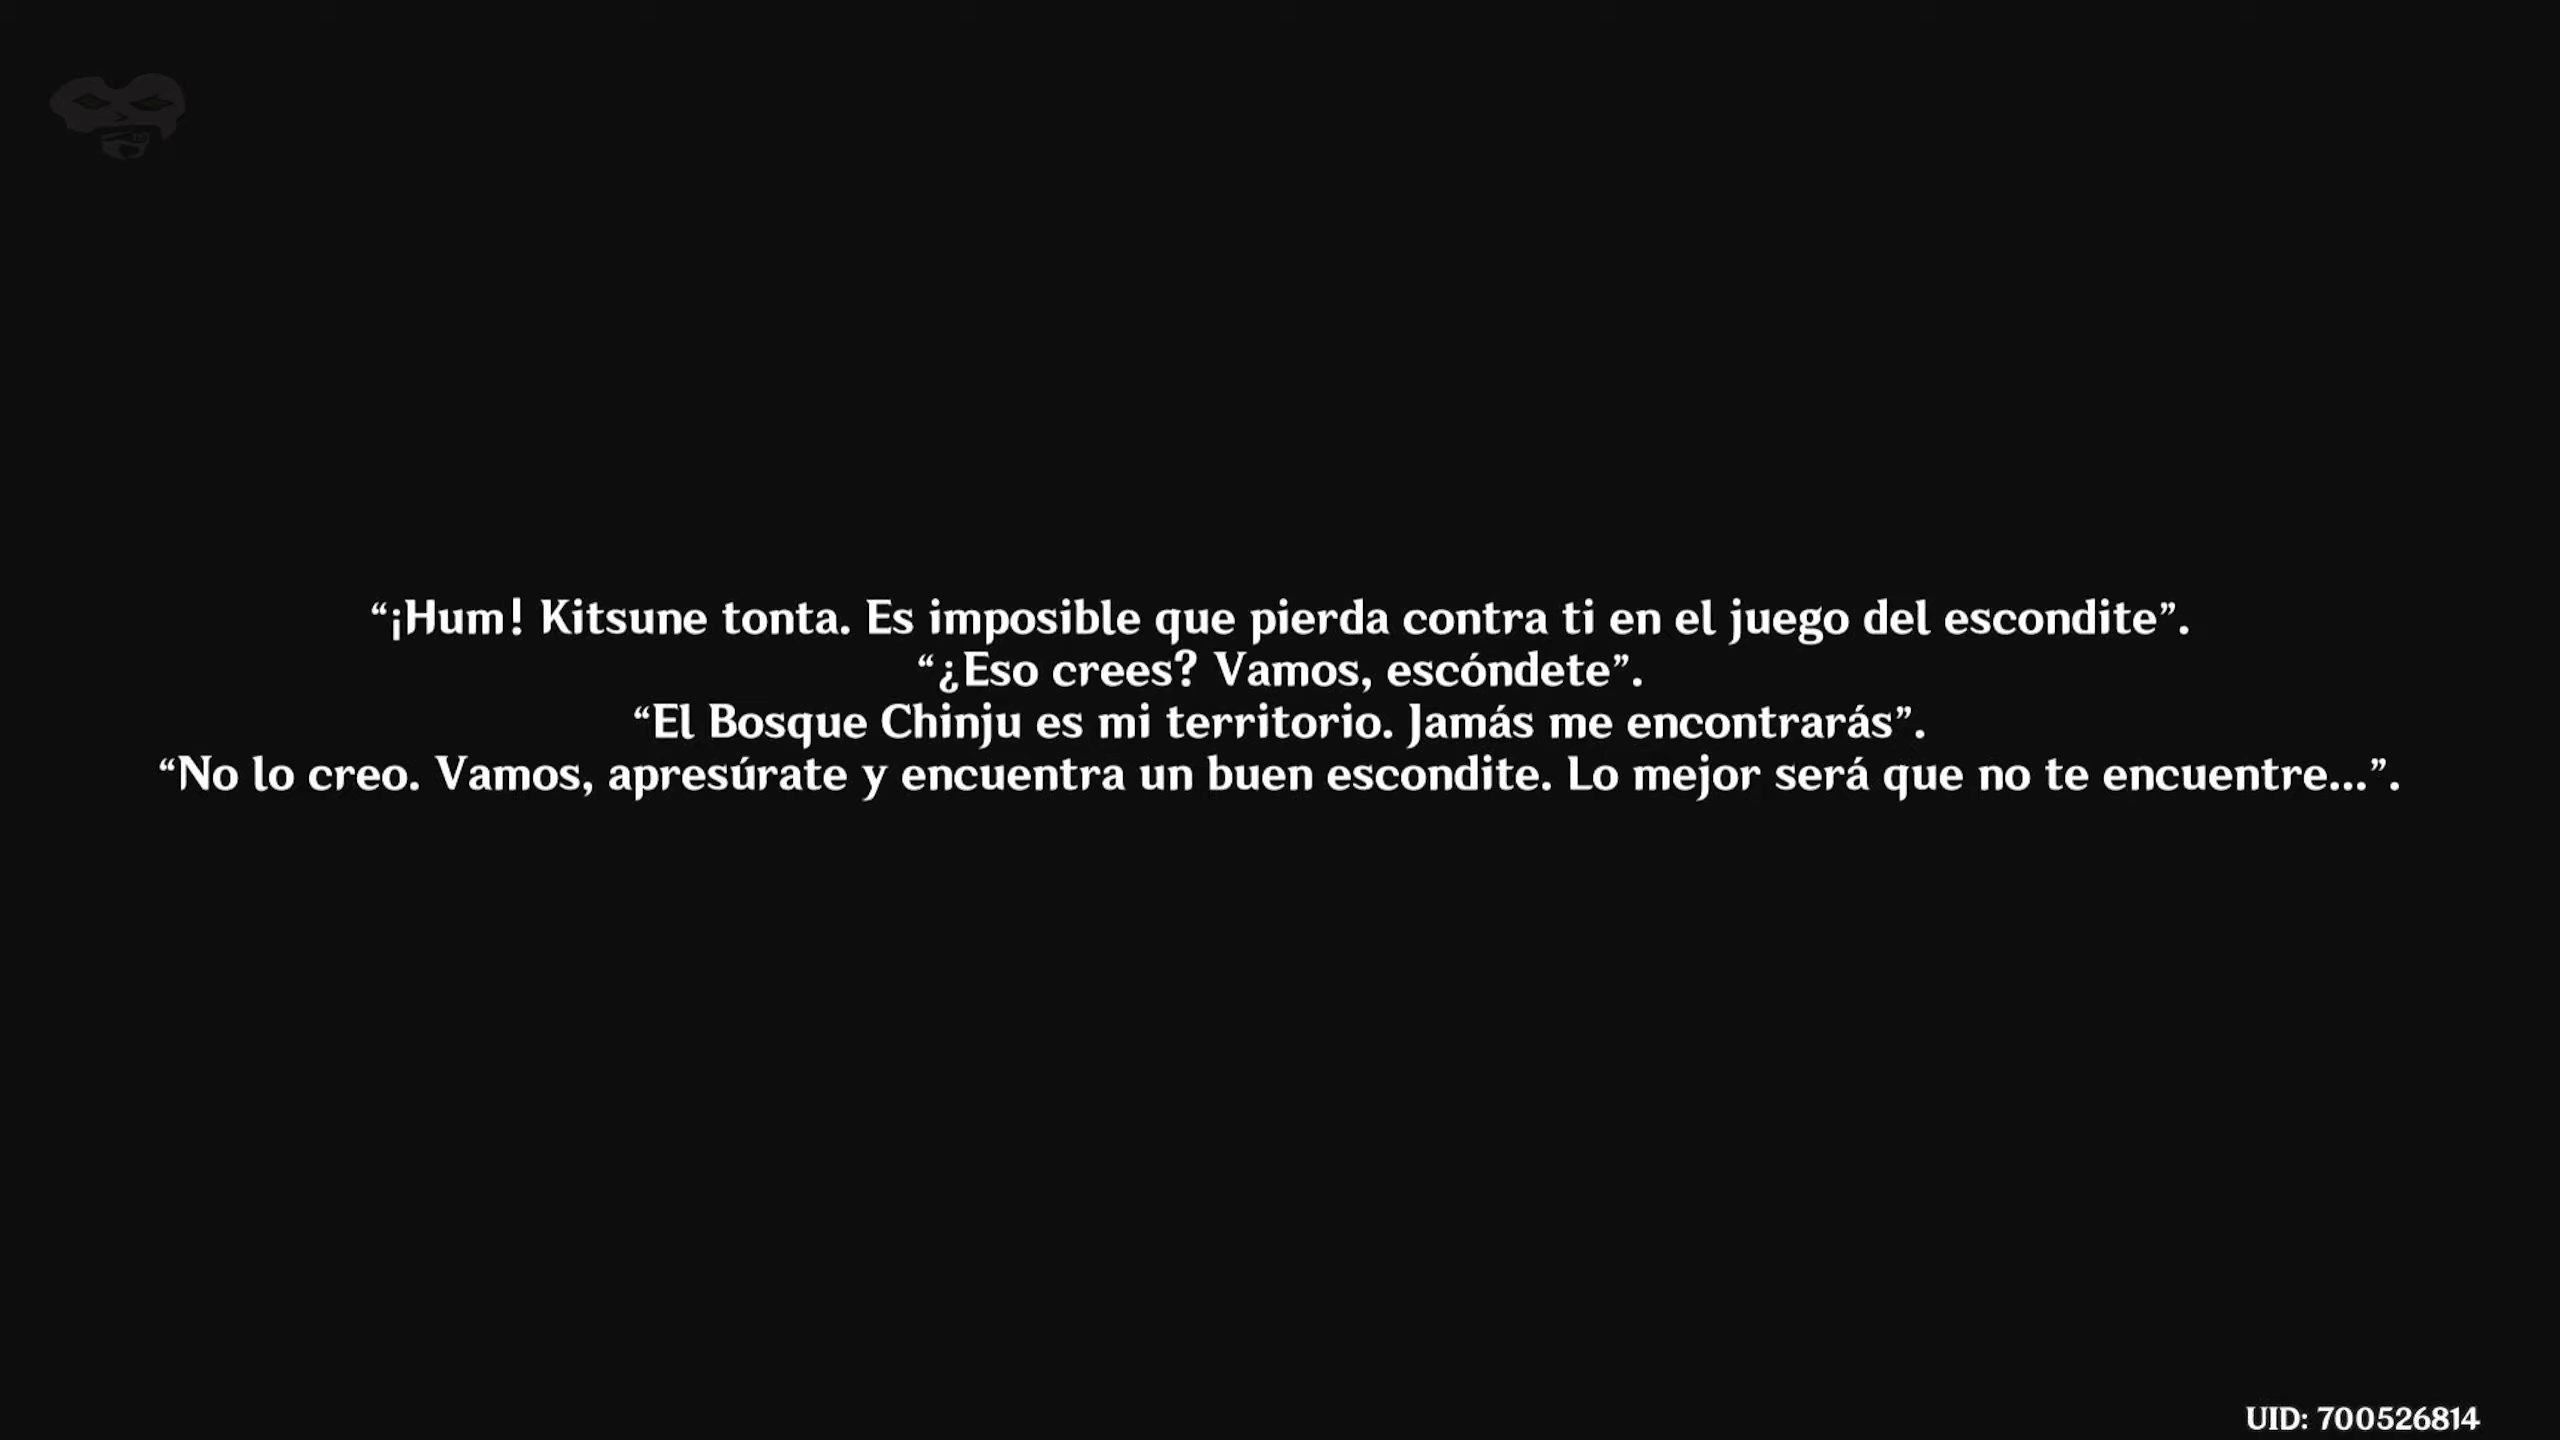 “¡Hum! Kitsune tonta. Es imposible que pierda contra ti en el juego del escondite”.
“¿Eso crees? Vamos, escóndete”.
“El Bosque Chinju es mi territorio. Jamás me encontrarás”.
“No lo creo. Vamos, apresúrate y encuentra un buen escondite. Lo mejor será que no te encuentre...”.
UID: 700526814